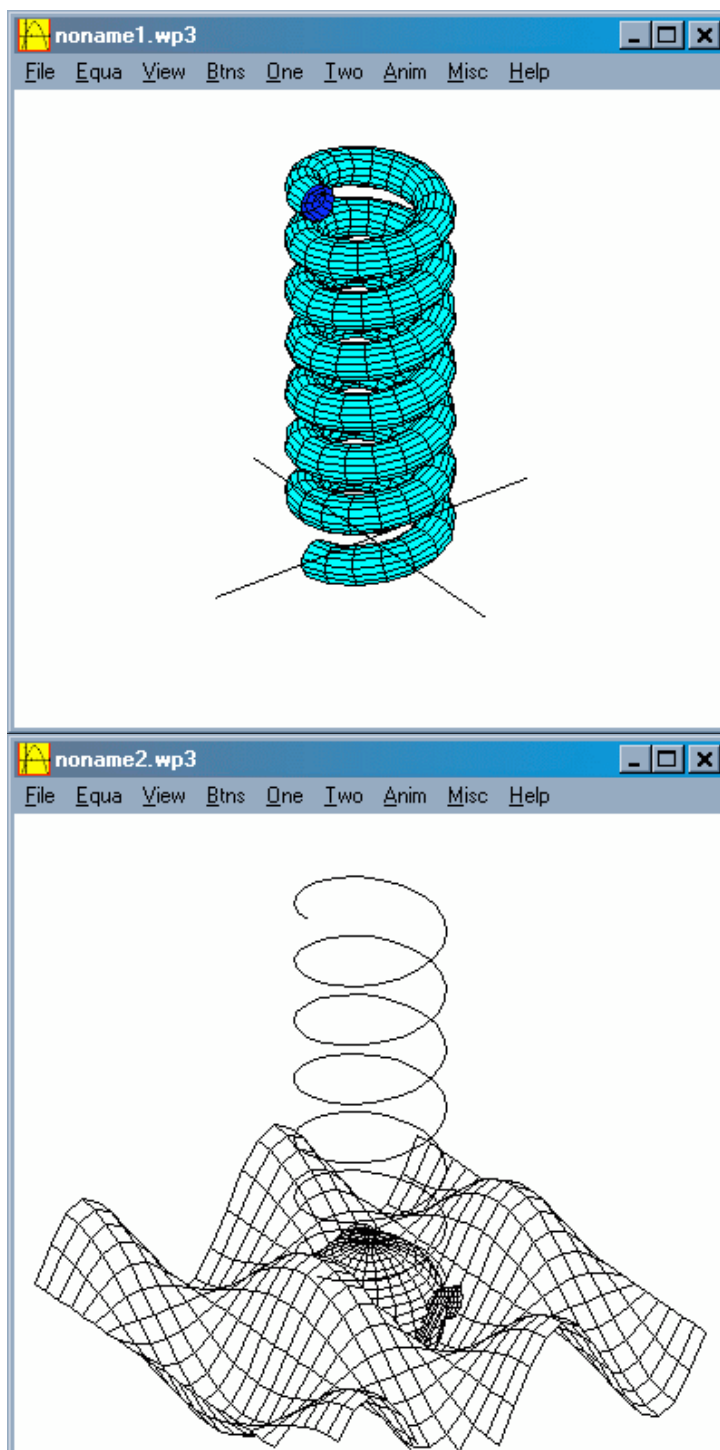 noname1.wp3
File Equa View Btns One Two Anim Misc Help
noname2.wp3
File Equa View Btns One Two Anim Misc Help